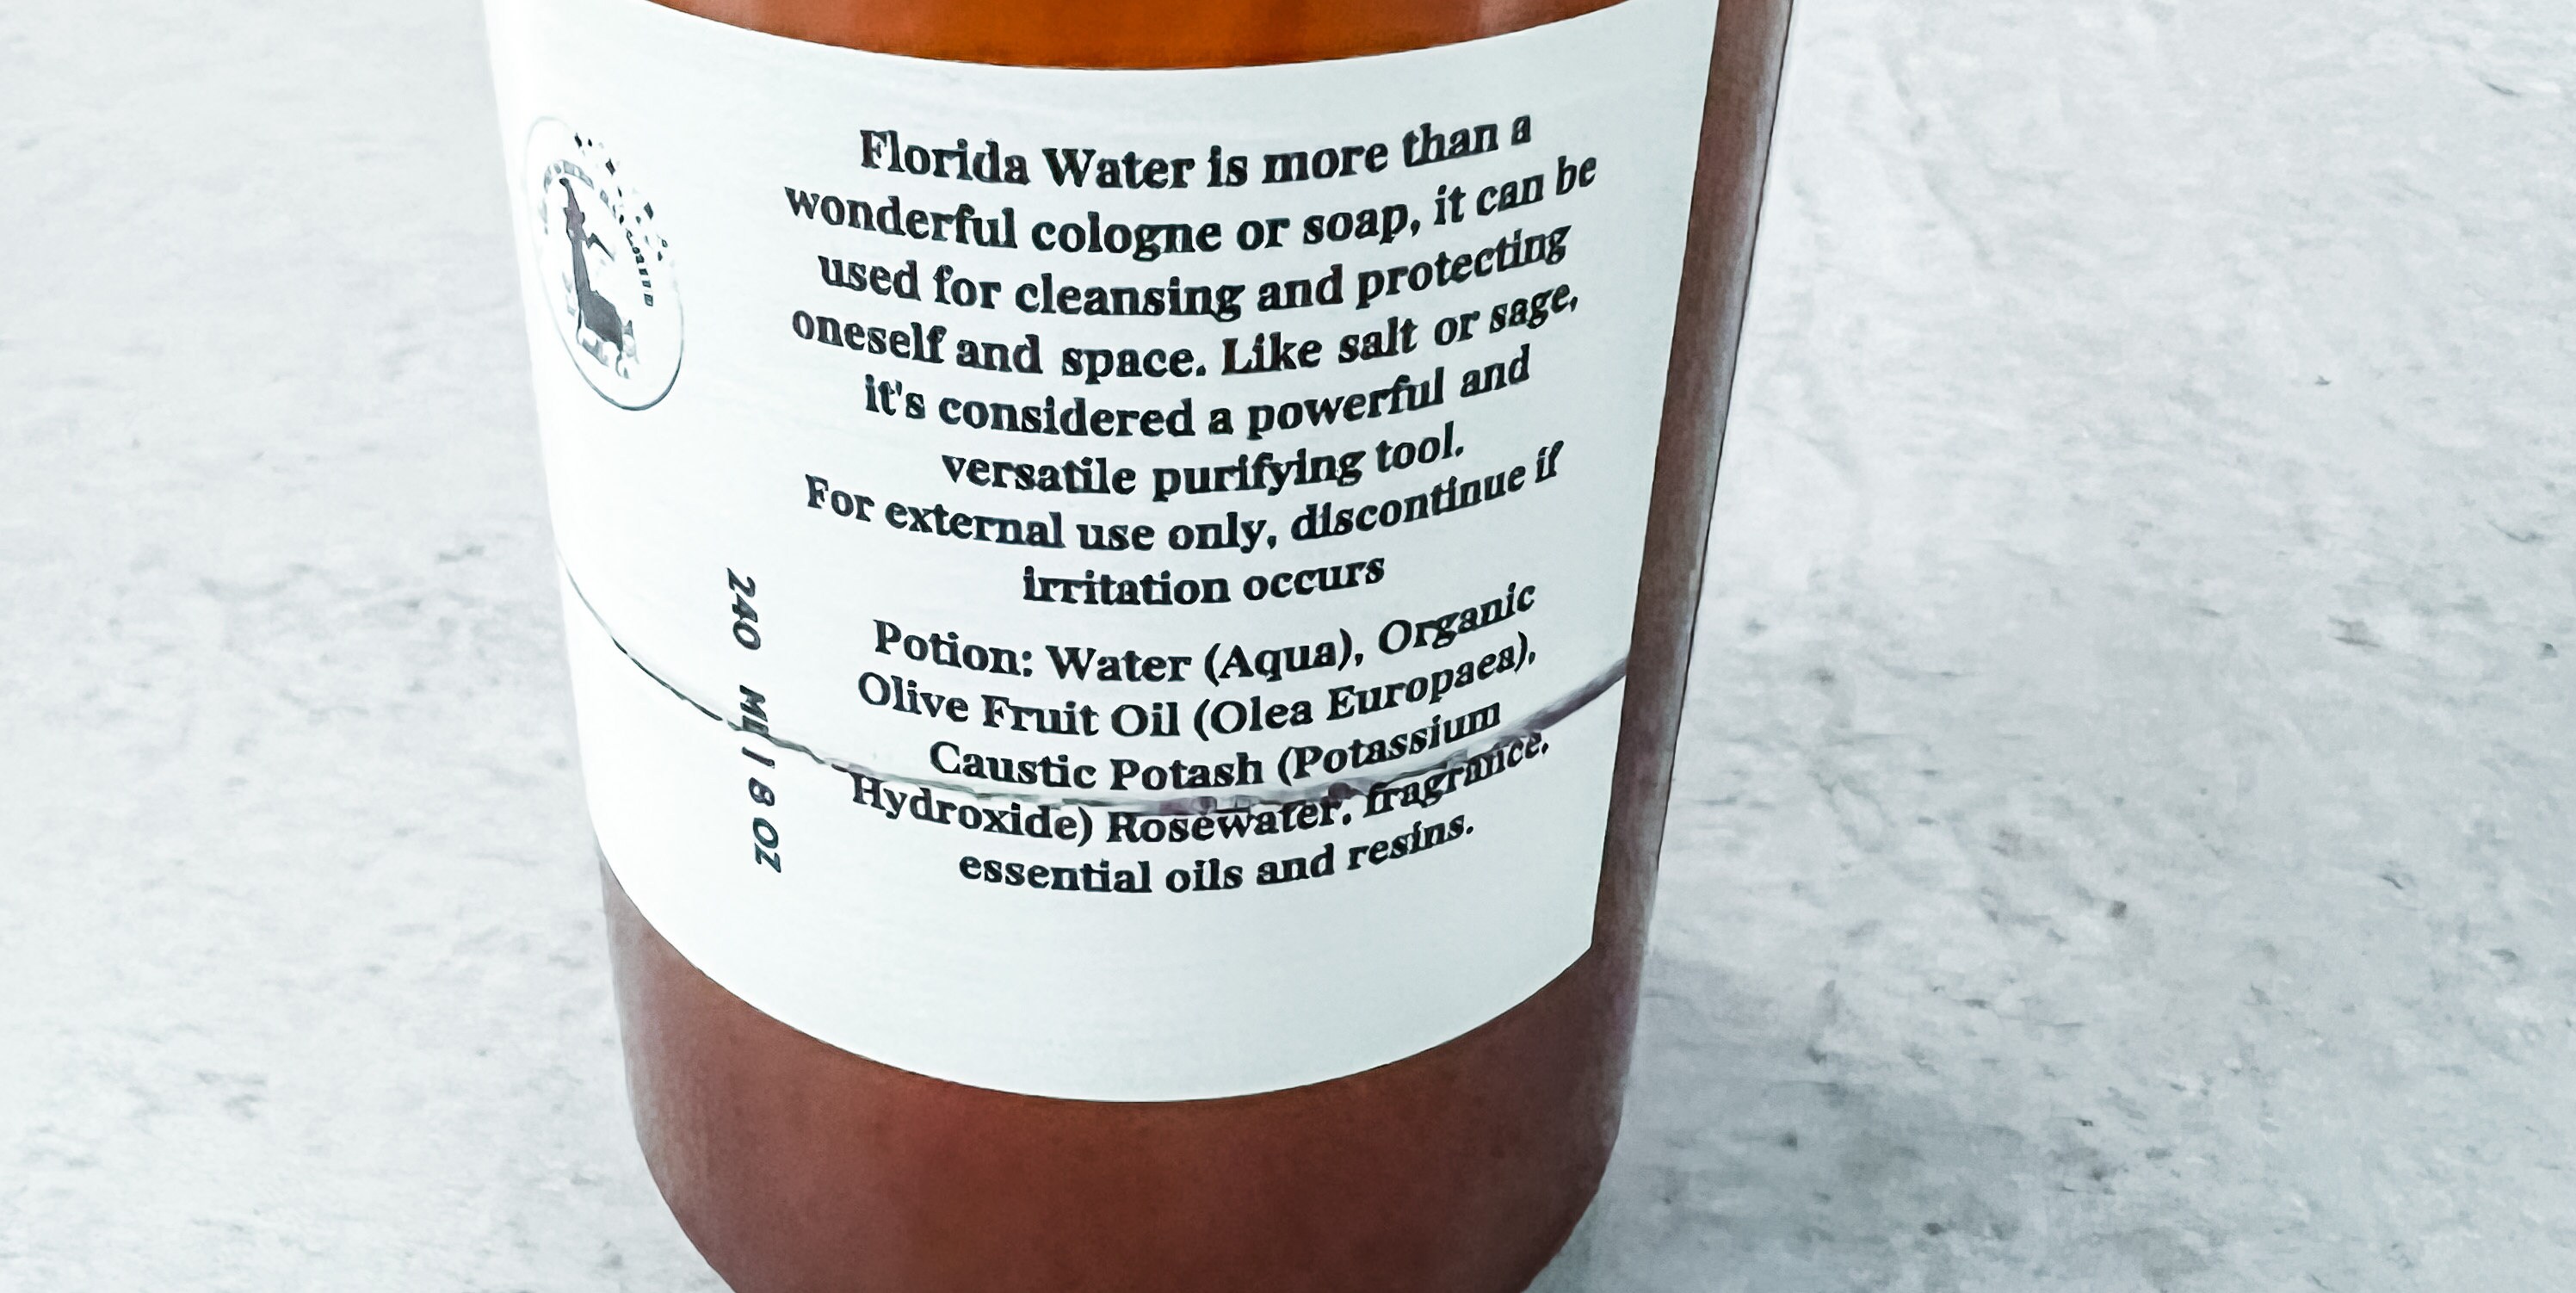 Florida Water is more than a
wonderful cologne or soap, it can be
used for cleansing and protecting
oneself and space. Like salt or sage,
it's considered a powerful and
versatile purifying tool.
For external use only, discontinue if
irritation occurs
Potion: Water (Aqua), Organic
Olive Fruit Oil (Olea Europaea),
Caustic Potash (Potassium
Hydroxide) Rosewater, fragrance,
essential oils and resins.
240 ML / 8 OZ